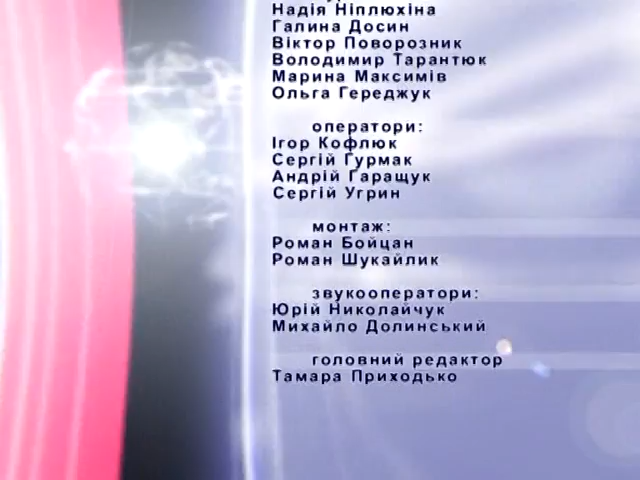 Надія Ніплюхіна
Галина Досин
Віктор Поворозник
Володимир Тарантюк
Марина Максимів
Ольга Гереджук
оператори:
Ігор Кофлюк
Сергій Гурмак
Андрій Гаращук
Сергій Угрин
монтаж:
Роман Бойцан
Роман Шукайлик
звукооператори:
Юрій Николайчук
Михайло Долинський
головний редактор
Тамара Приходько